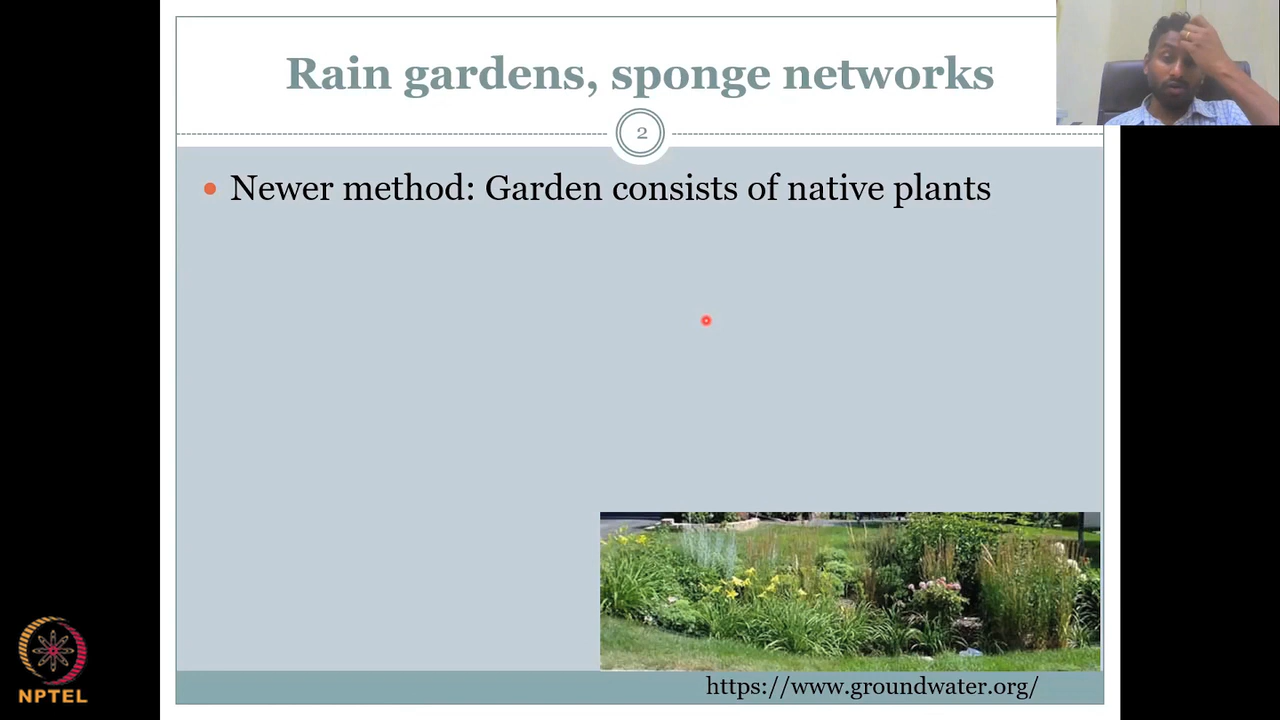 Rain gardens, sponge networks
2
• Newer method: Garden consists of native plants
NPTEL
https://www.groundwater.org/